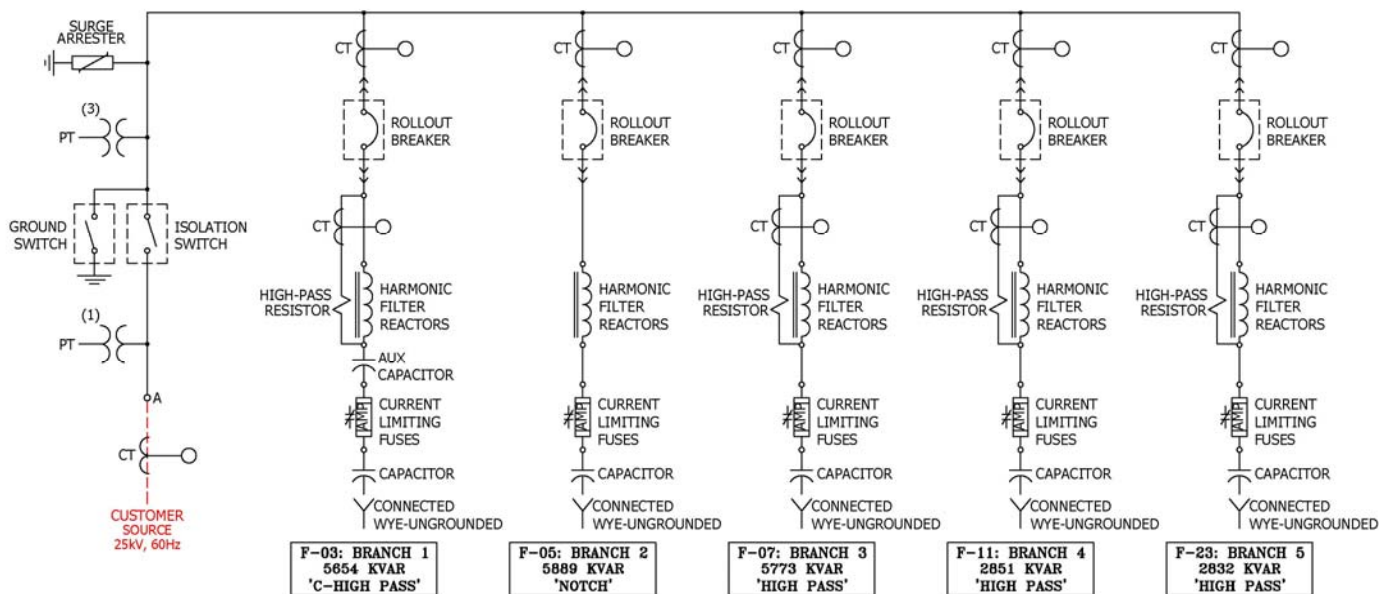 SURGE
ARRESTER
(3)
PT
GROUND
SWITCH
ISOLATION
SWITCH
(1)
PT
A
CT
CUSTOMER
SOURCE
25kV, 60Hz
CT
ROLLOUT
BREAKER
CT
HIGH-PASS
RESISTOR
HARMONIC
FILTER
REACTORS
AUX
CAPACITOR
AMP
CURRENT
LIMITING
FUSES
CAPACITOR
CONNECTED
WYE-UNGROUNDED
F-03: BRANCH 1
5654 KVAR
'C-HIGH PASS'
CT
ROLLOUT
BREAKER
HARMONIC
FILTER
REACTORS
AMP
CURRENT
LIMITING
FUSES
CAPACITOR
CONNECTED
WYE-UNGROUNDED
F-05: BRANCH 2
5889 KVAR
'NOTCH'
CT
ROLLOUT
BREAKER
CT
HIGH-PASS
RESISTOR
HARMONIC
FILTER
REACTORS
AMP
CURRENT
LIMITING
FUSES
CAPACITOR
CONNECTED
WYE-UNGROUNDED
F-07: BRANCH 3
5773 KVAR
'HIGH PASS'
CT
ROLLOUT
BREAKER
CT
HIGH-PASS
RESISTOR
HARMONIC
FILTER
REACTORS
AMP
CURRENT
LIMITING
FUSES
CAPACITOR
CONNECTED
WYE-UNGROUNDED
F-11: BRANCH 4
2851 KVAR
'HIGH PASS'
CT
ROLLOUT
BREAKER
CT
HIGH-PASS
RESISTOR
HARMONIC
FILTER
REACTORS
AMP
CURRENT
LIMITING
FUSES
CAPACITOR
CONNECTED
WYE-UNGROUNDED
F-23: BRANCH 5
2832 KVAR
'HIGH PASS'